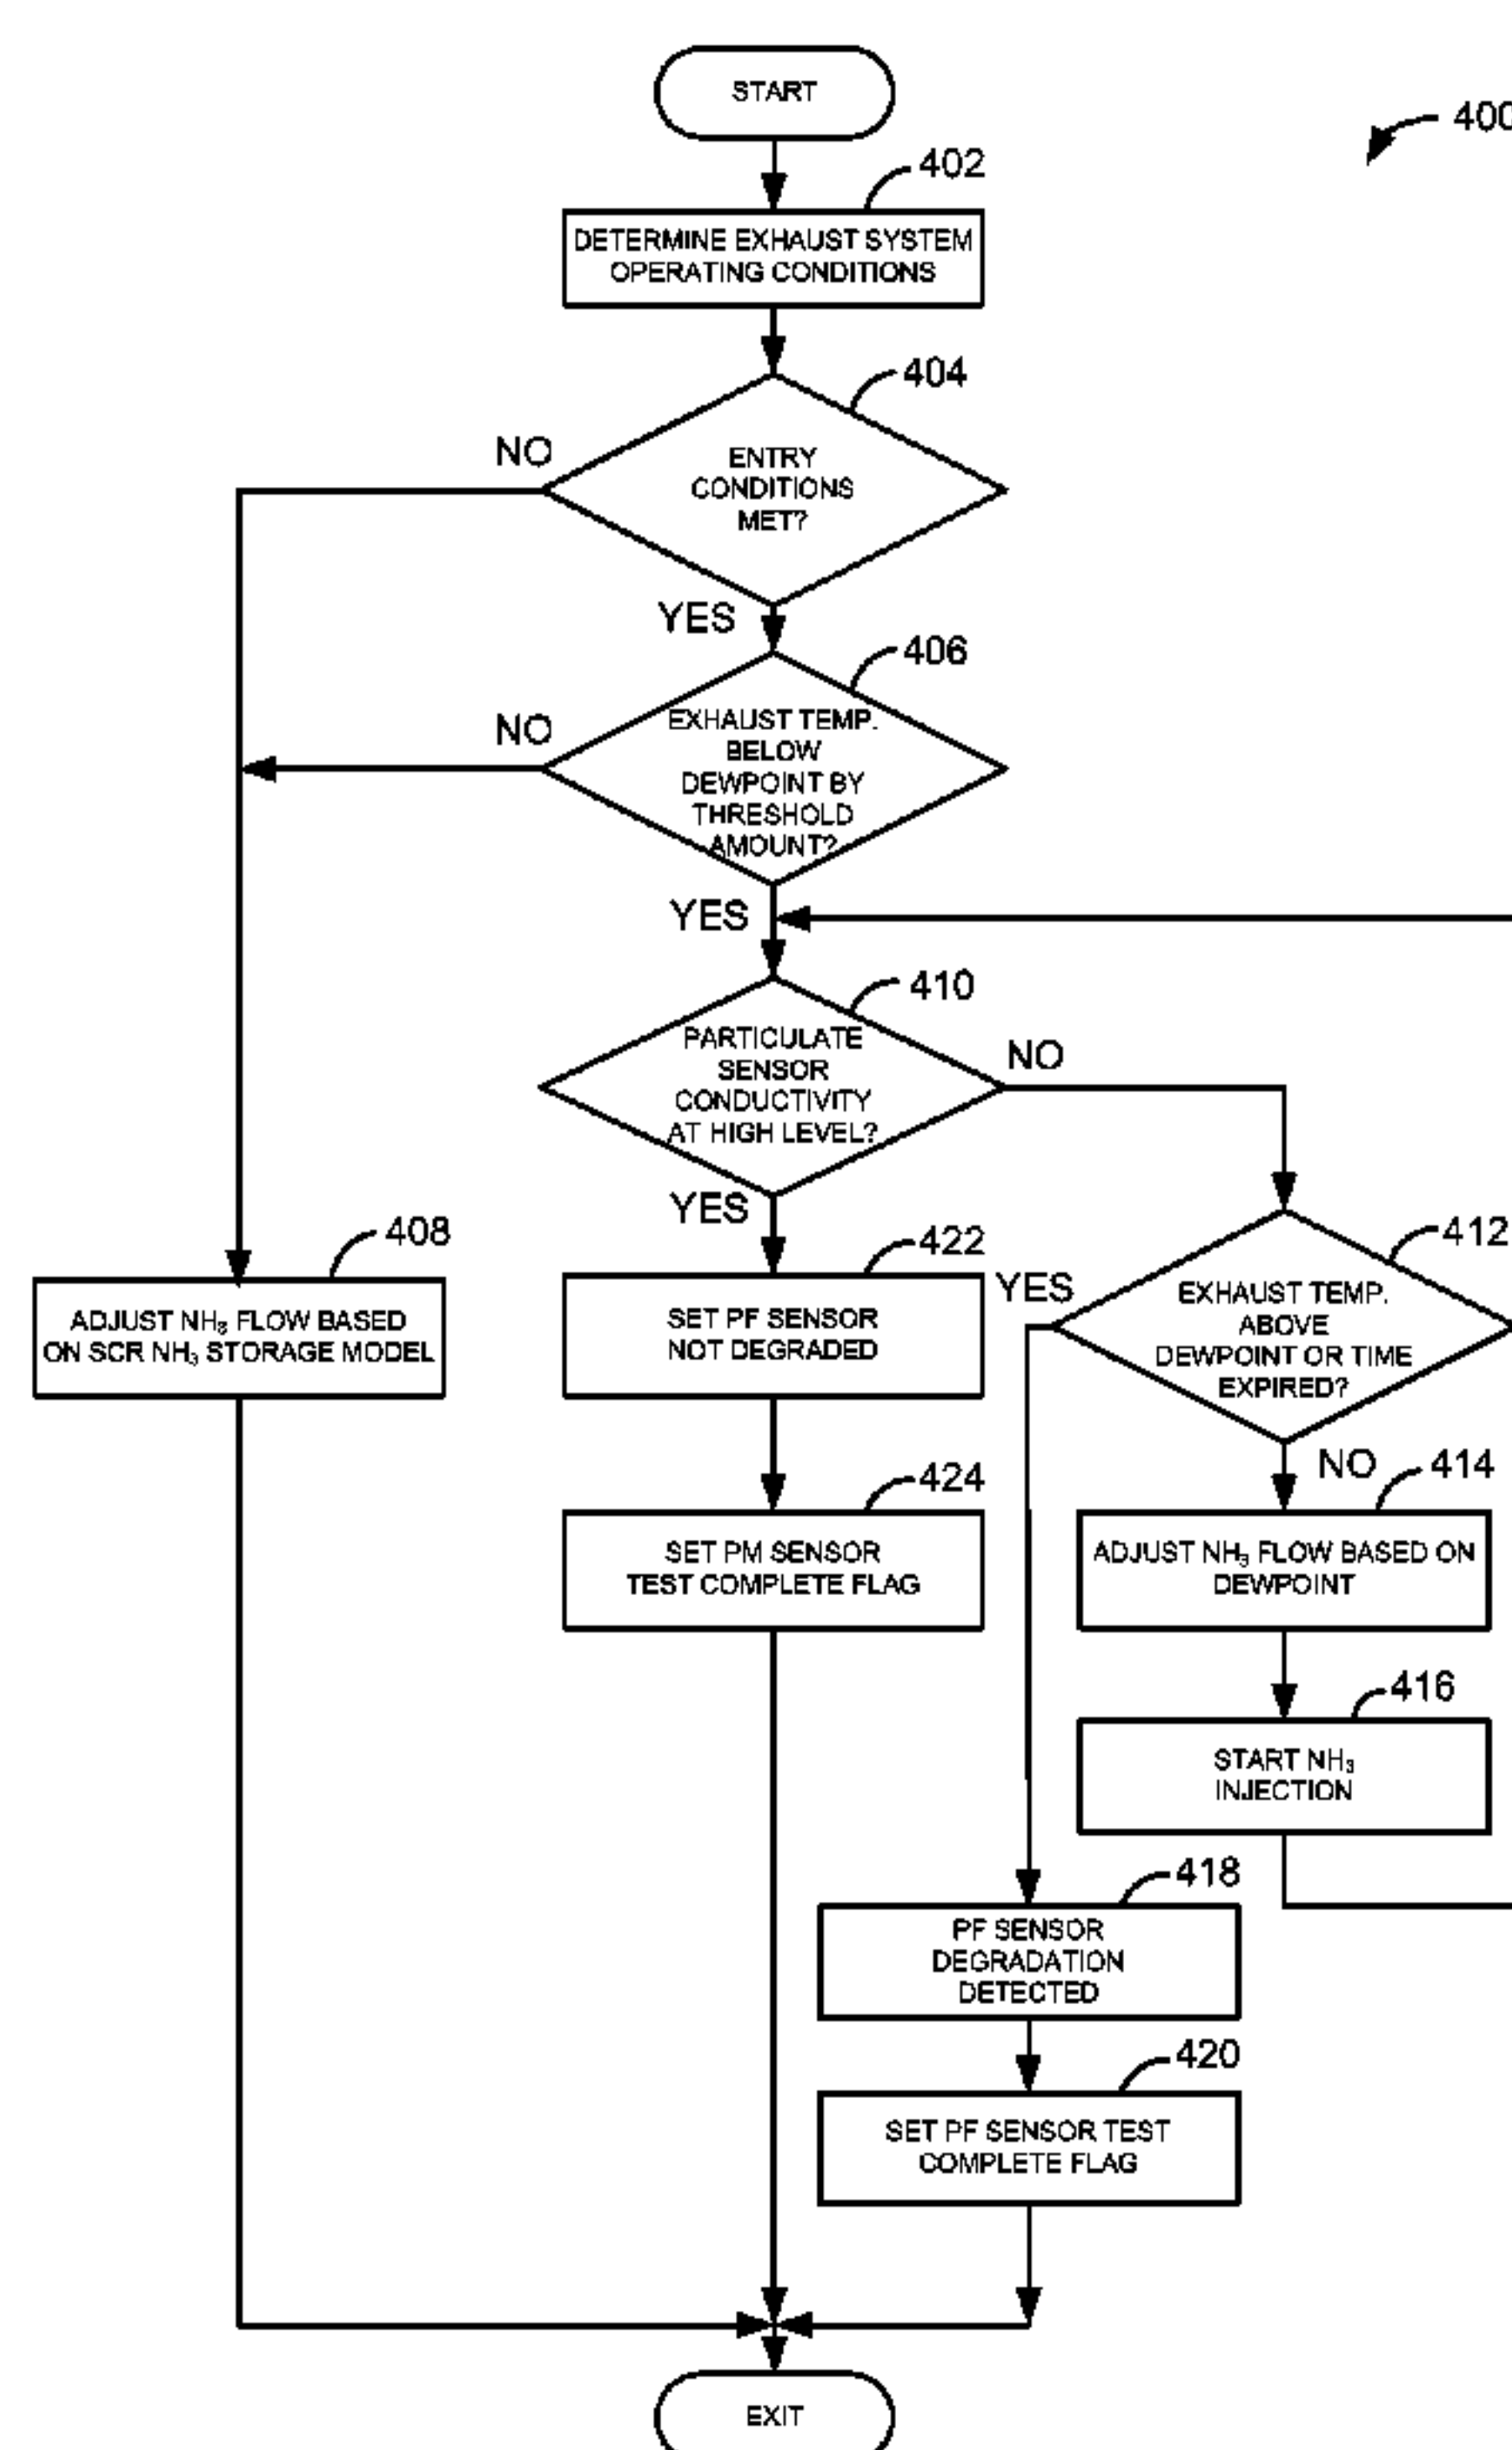 START
400
402
DETERMINE EXHAUST SYSTEM
OPERATING CONDITIONS
404
NO
ENTRY
CONDITIONS
MET?
YES
406
NO
EXHAUST TEMP.
BELOW
DEWPOINT BY
THRESHOLD
AMOUNT?
YES
410
PARTICULATE
SENSOR
CONDUCTIVITY
AT HIGH LEVEL?
NO
YES
408
ADJUST NH₃ FLOW BASED
ON SCR NH₃ STORAGE MODEL
422
SET PF SENSOR
NOT DEGRADED
412
YES
EXHAUST TEMP.
ABOVE
DEWPOINT OR TIME
EXPIRED?
NO
424
SET PM SENSOR
TEST COMPLETE FLAG
414
ADJUST NH₃ FLOW BASED ON
DEWPOINT
416
START NH₃
INJECTION
418
PF SENSOR
DEGRADATION
DETECTED
420
SET PF SENSOR TEST
COMPLETE FLAG
EXIT